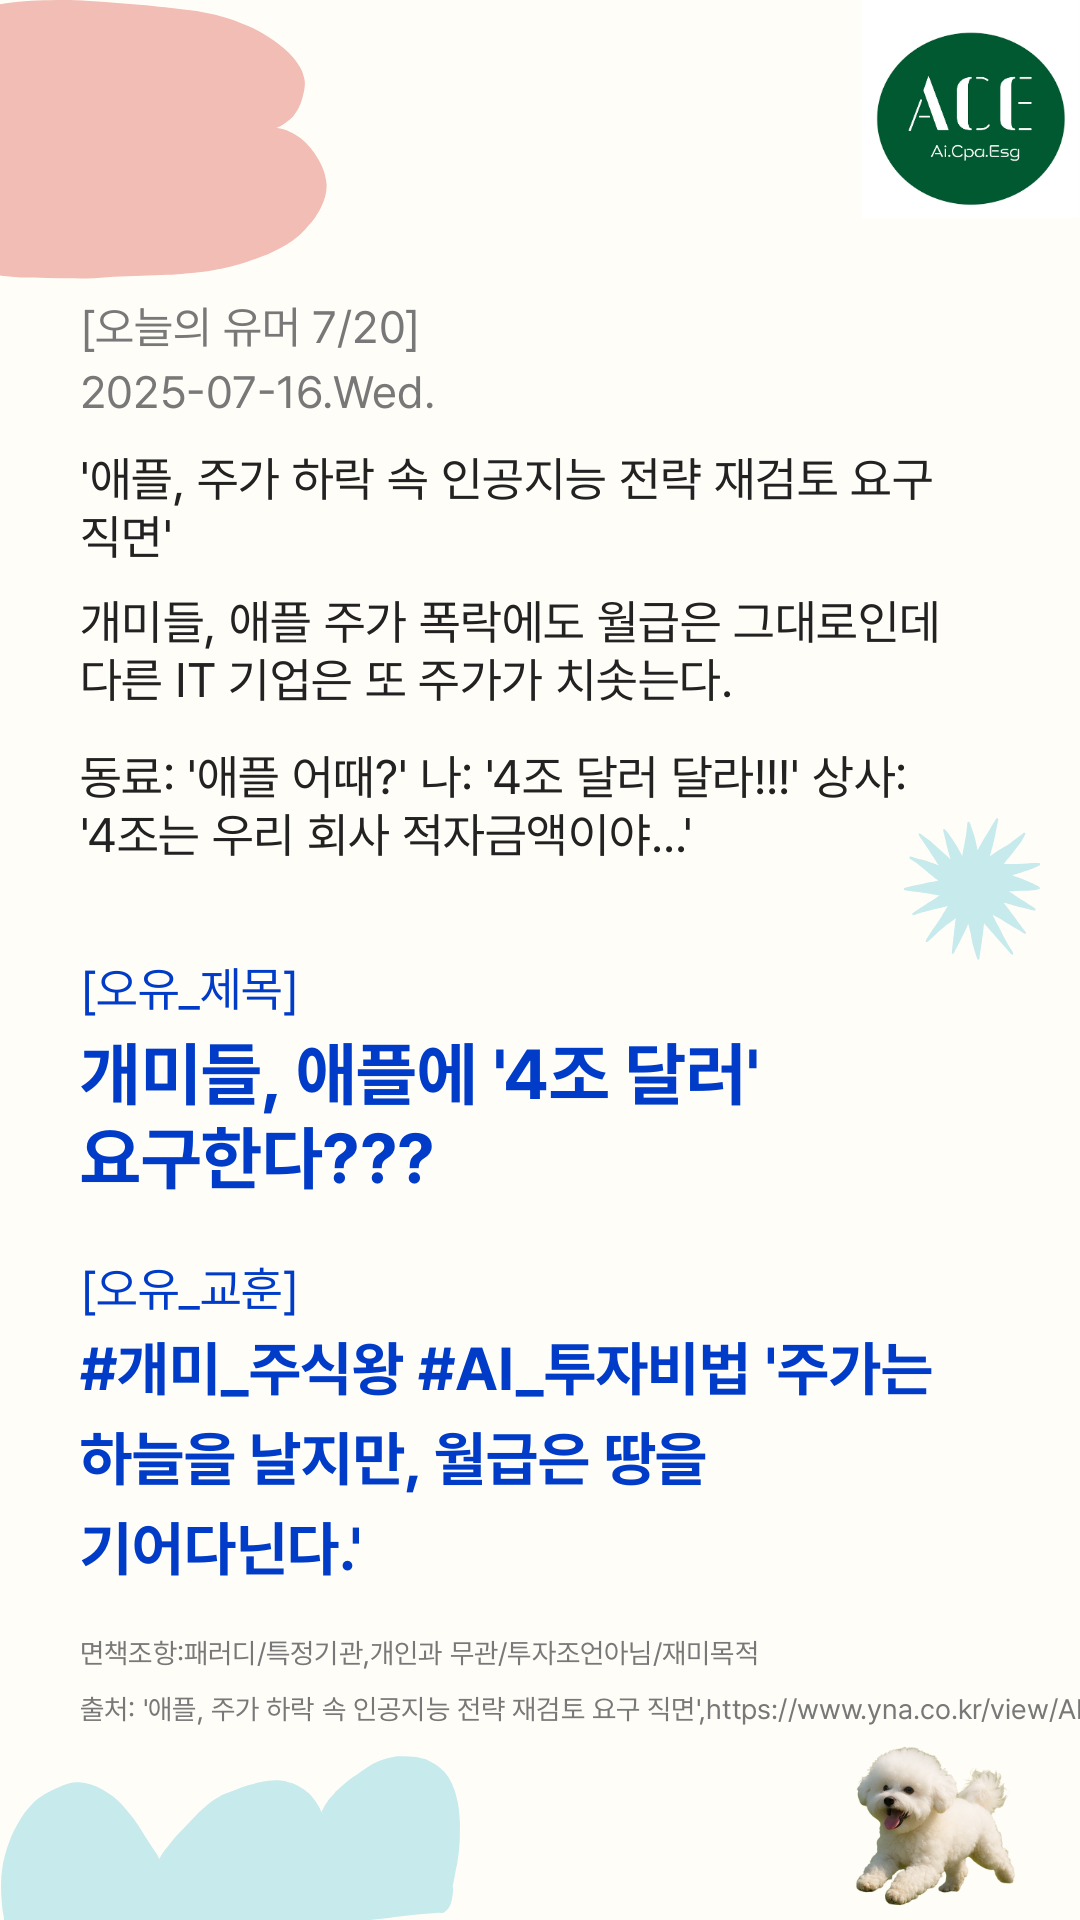 ACE
Ai.Cpa.Esg
[오늘의 유머 7/20]
2025-07-16.Wed.
'애플, 주가 하락 속 인공지능 전략 재검토 요구
직면'
개미들, 애플 주가 폭락에도 월급은 그대로인데
다른 IT 기업은 또 주가가 치솟는다.
동료: '애플 어때?' 나: '4조 달러 달라!!!' 상사:
'4조는 우리 회사 적자금액이야...'
[오유_제목]
개미들, 애플에 '4조 달러'
요구한다???
[오유_교훈]
#개미_주식왕 #AI_투자비법 '주가는
하늘을 날지만, 월급은 땅을
기어다닌다.'
면책조항:패러디/특정기관,개인과 무관/투자조언아님/재미목적
출처: '애플, 주가 하락 속 인공지능 전략 재검토 요구 직면',https://www.yna.co.kr/view/A